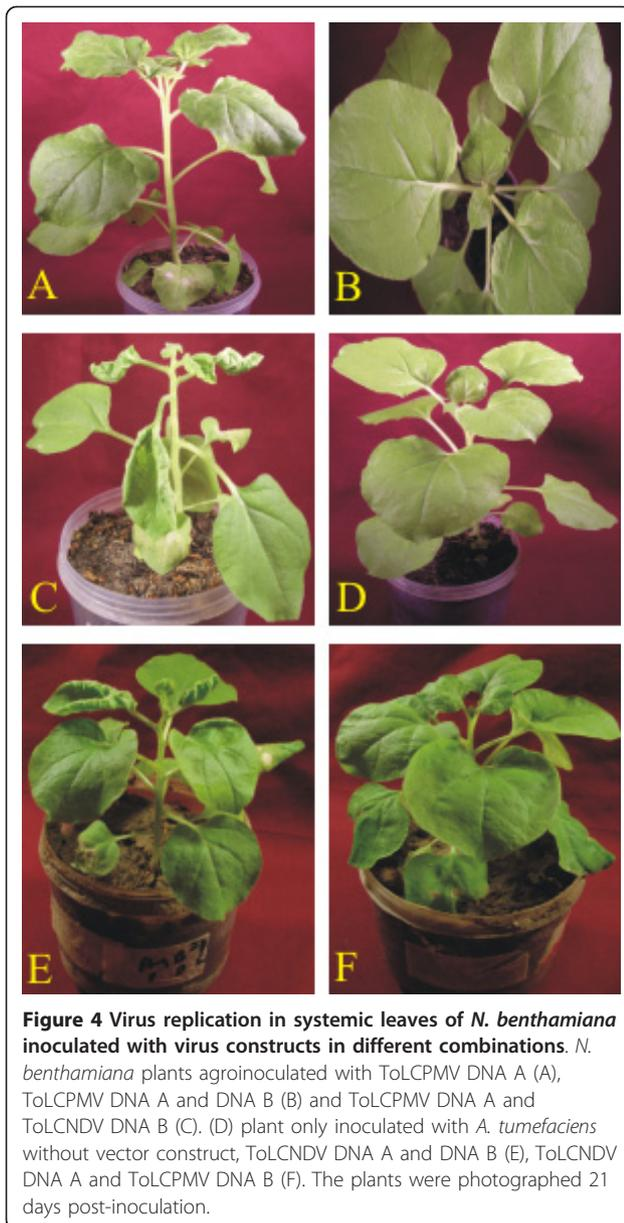 A
B
C
D
E
F
Figure 4 Virus replication in systemic leaves of N. benthamiana
inoculated with virus constructs in different combinations. N.
benthamiana plants agroinoculated with ToLCPMV DNA A (A),
ToLCPMV DNA A and DNA B (B) and ToLCPMV DNA A and
ToLCNDV DNA B (C). (D) plant only inoculated with A. tumefaciens
without vector construct, ToLCNDV DNA A and DNA B (E), ToLCNDV
DNA A and ToLCPMV DNA B (F). The plants were photographed 21
days post-inoculation.